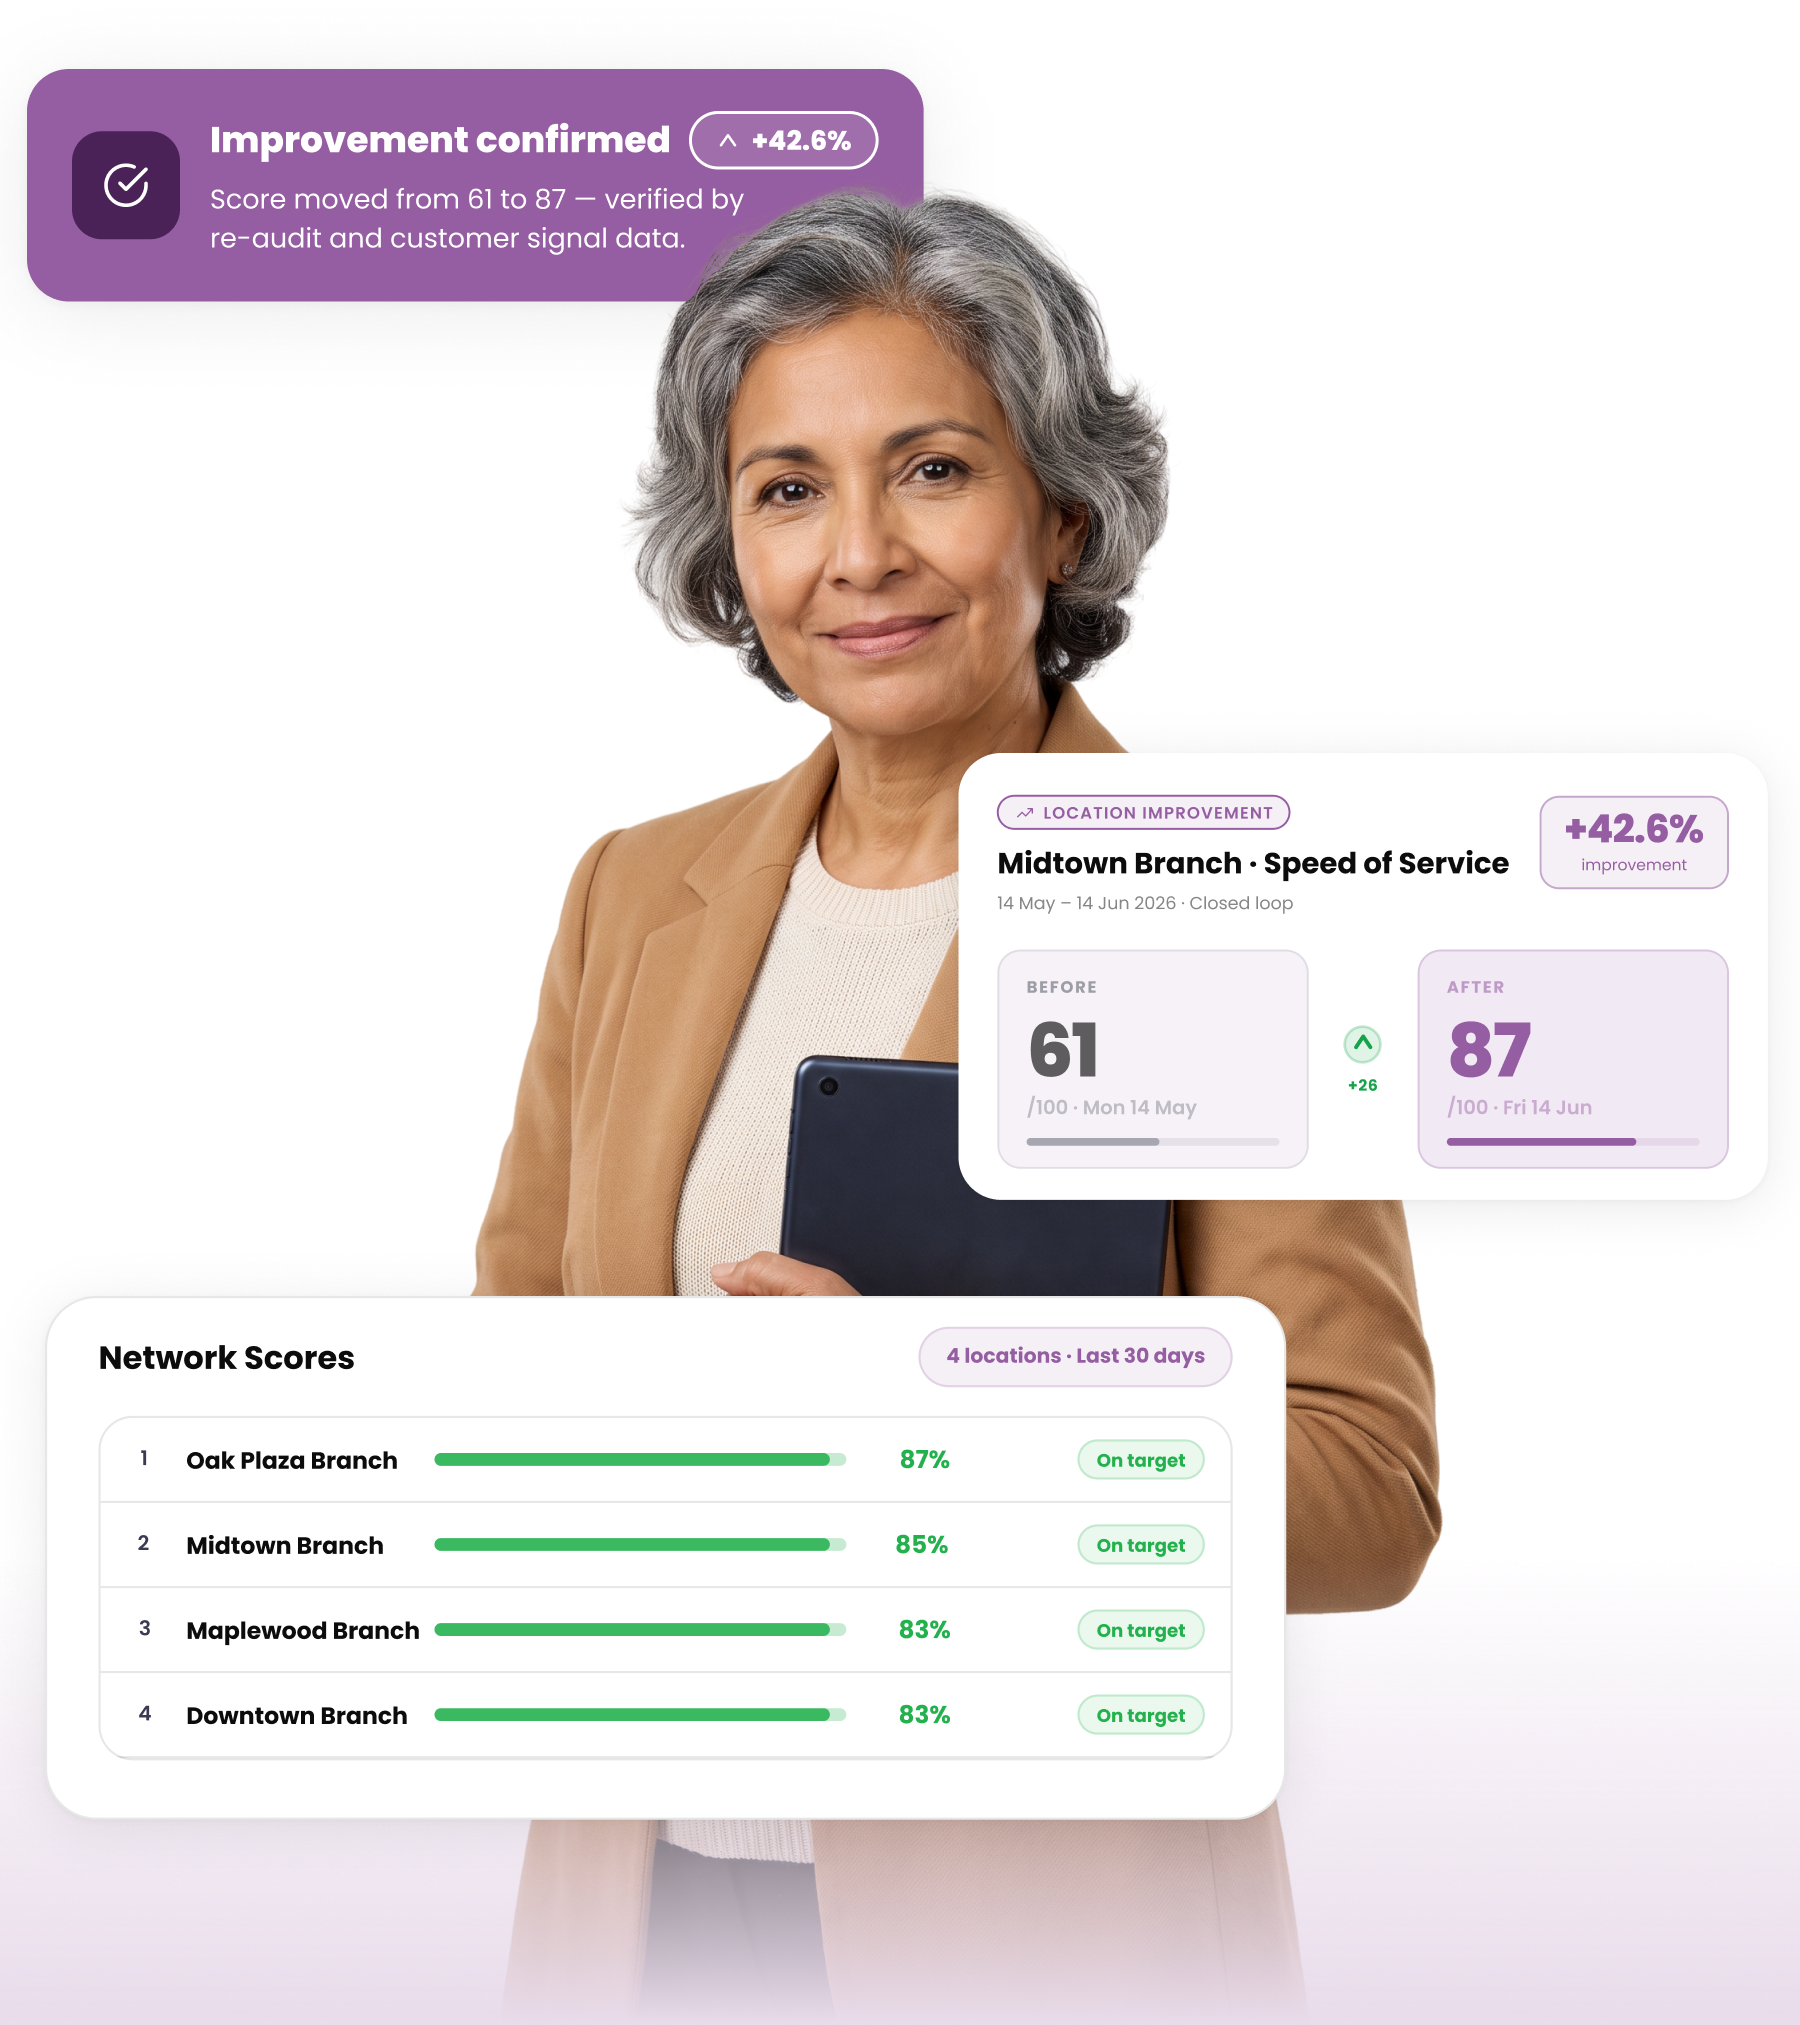 Improvement confirmed
+42.6%
Score moved from 61 to 87 — verified by
re-audit and customer signal data.
LOCATION IMPROVEMENT
+42.6%
improvement
Midtown Branch · Speed of Service
14 May – 14 Jun 2026 · Closed loop
BEFORE
61
/100 · Mon 14 May
+26
AFTER
87
/100 · Fri 14 Jun
Network Scores
4 locations · Last 30 days
1 Oak Plaza Branch 87% On target
2 Midtown Branch 85% On target
3 Maplewood Branch 83% On target
4 Downtown Branch 83% On target